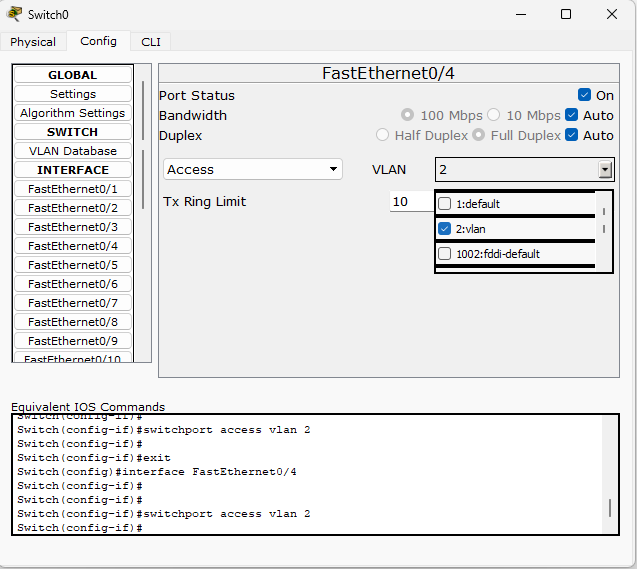 Switch0
Physical Config CLI
GLOBAL
Settings
Algorithm Settings
SWITCH
VLAN Database
INTERFACE
FastEthernet0/1
FastEthernet0/2
FastEthernet0/3
FastEthernet0/4
FastEthernet0/5
FastEthernet0/6
FastEthernet0/7
FastEthernet0/8
FastEthernet0/9
FastEthernet0/10
FastEthernet0/4
Port Status On
Bandwidth 100 Mbps 10 Mbps Auto
Duplex Half Duplex Full Duplex Auto
Access VLAN 2
Tx Ring Limit 10
1:default
2:vlan
1002:fddi-default
Equivalent IOS Commands
Switch(config-if)#
Switch(config-if)#switchport access vlan 2
Switch(config-if)#
Switch(config-if)#exit
Switch(config)#interface FastEthernet0/4
Switch(config-if)#
Switch(config-if)#
Switch(config-if)#switchport access vlan 2
Switch(config-if)#